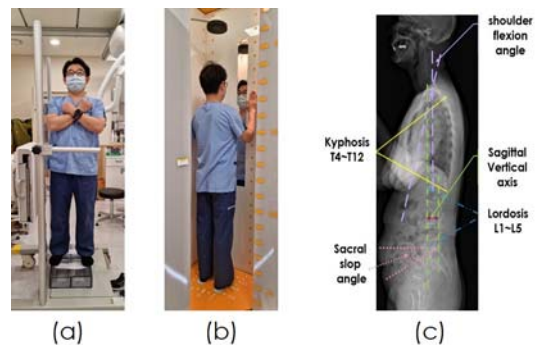 shoulder
flexion
angle
Kyphosis
T4~T12
Sagittal
Vertical
axis
Lordosis
L1~L5
Sacral
slop
angle
(a)
(b)
(c)